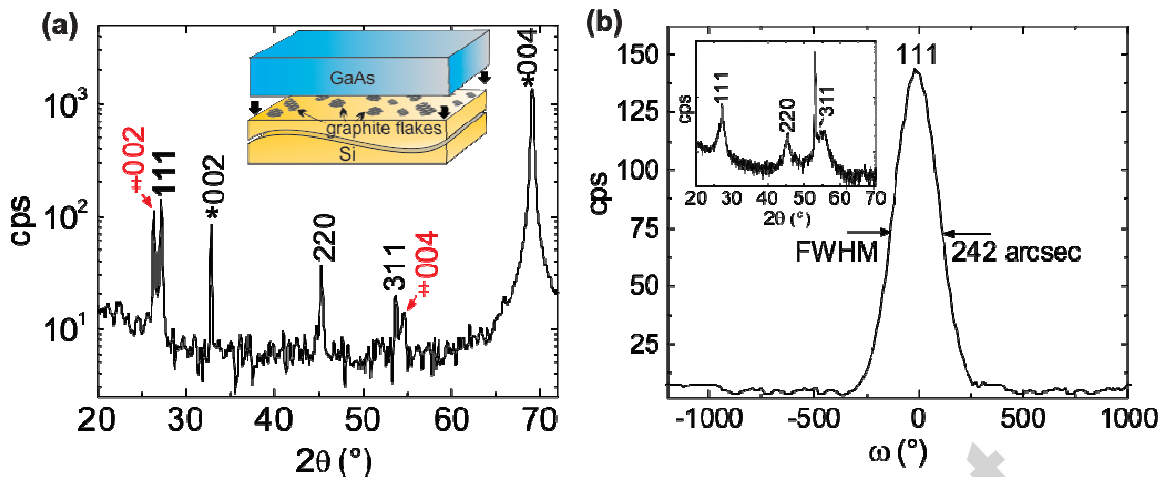 (a)
cps
10³
10²
10¹
#002
111
*002
220
311
#004
*004
GaAs
graphite flakes
Si
20 30 40 50 60 70
2θ (°)
(b)
cps
150
125
100
75
50
25
111
FWHM
242 arcsec
-1000 -500 0 500 1000
ω (°)
cps
111
220
311
20 30 40 50 60 70
2θ (°)